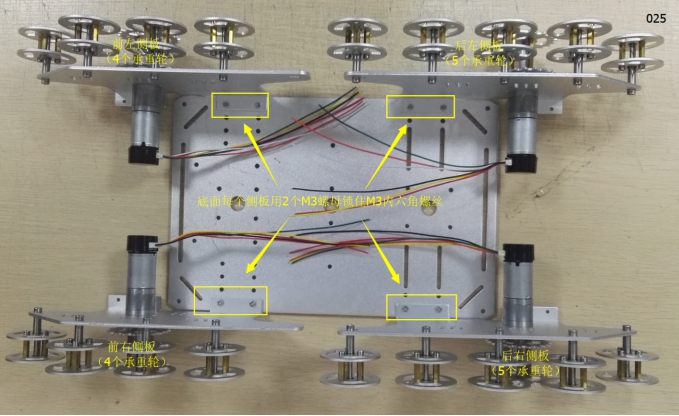 025
前左侧板
（4个承重轮）
后左侧板
（5个承重轮）
底面每个侧板用2个M3螺母锁住M3内六角螺丝
前右侧板
（4个承重轮）
后右侧板
（5个承重轮）